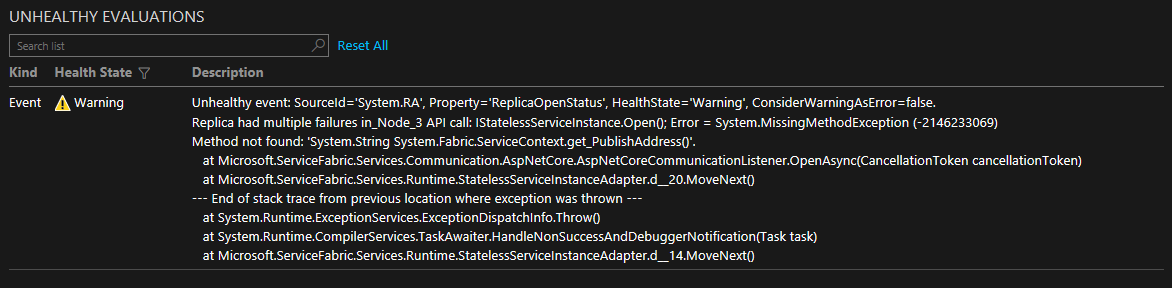 UNHEALTHY EVALUATIONS
Search list
Reset All
Kind Health State Description
Event Warning Unhealthy event: SourceId='System.RA', Property='ReplicaOpenStatus', HealthState='Warning', ConsiderWarningAsError=false.
Replica had multiple failures in_Node_3 API call: IStatelessServiceInstance.Open(); Error = System.MissingMethodException (-2146233069)
Method not found: 'System.String System.Fabric.ServiceContext.get_PublishAddress()'.
at Microsoft.ServiceFabric.Services.Communication.AspNetCore.AspNetCoreCommunicationListener.OpenAsync(CancellationToken cancellationToken)
at Microsoft.ServiceFabric.Services.Runtime.StatelessServiceInstanceAdapter.d__20.MoveNext()
--- End of stack trace from previous location where exception was thrown ---
at System.Runtime.ExceptionServices.ExceptionDispatchInfo.Throw()
at System.Runtime.CompilerServices.TaskAwaiter.HandleNonSuccessAndDebuggerNotification(Task task)
at Microsoft.ServiceFabric.Services.Runtime.StatelessServiceInstanceAdapter.d__14.MoveNext()